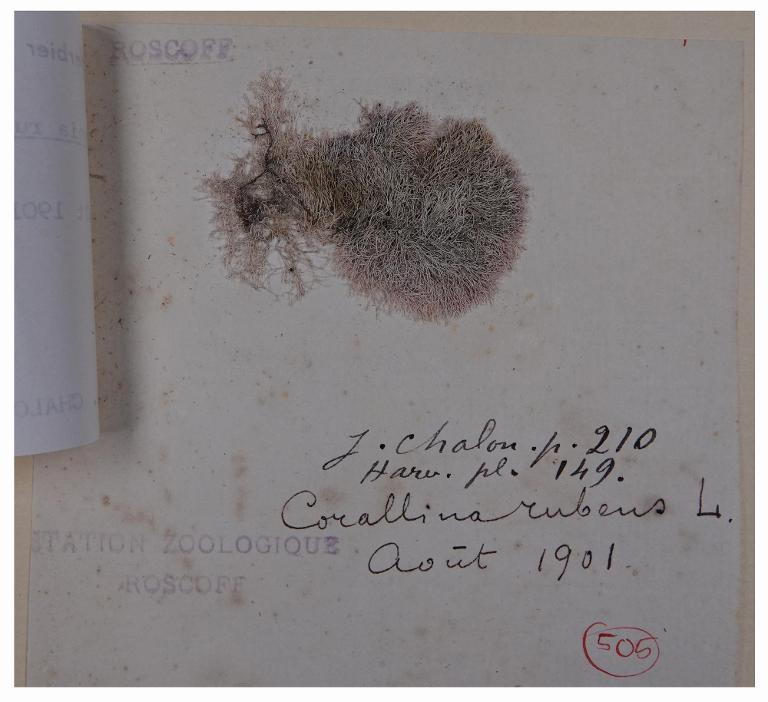 ROSCOFF
J. Chalon. p. 210
Harv. pl. 149.
Corallina rubens L.
Août 1901.
STATION ZOOLOGIQUE
ROSCOFF
505